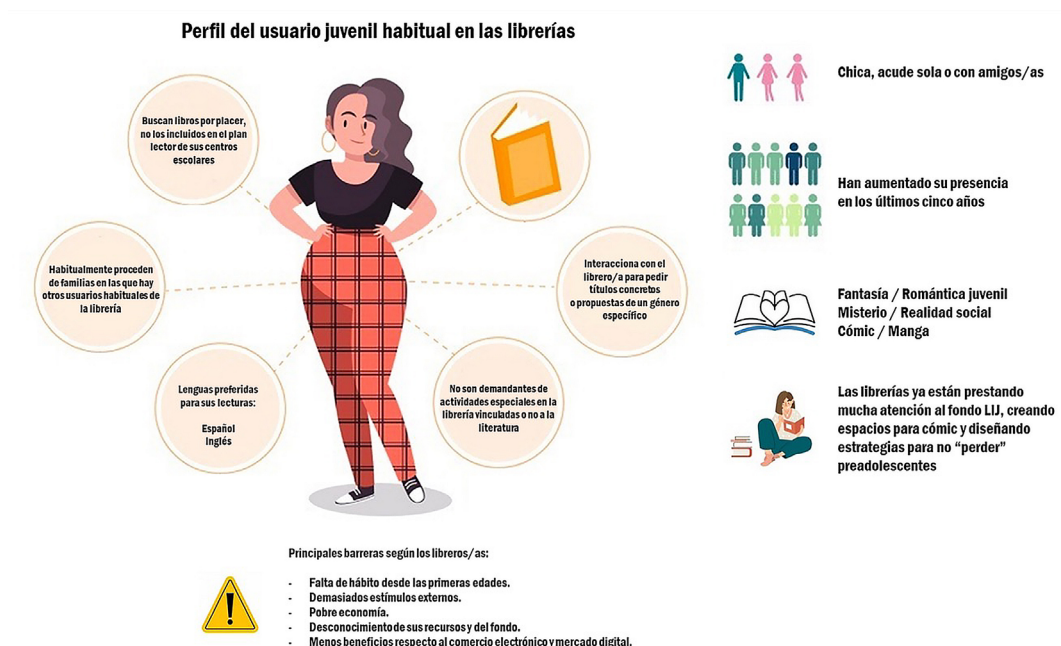 Perfil del usuario juvenil habitual en las librerías
Buscan libros por placer,
no los incluidos en el plan
lector de sus centros
escolares
Habitualmente proceden
de familias en las que hay
otros usuarios habituales de
la librería
Lenguas preferidas
para sus lecturas:
Español
Inglés
Interacciona con el
librero/a para pedir
títulos concretos
o propuestas de un género
específico
No son demandantes de
actividades especiales en la
librería vinculadas o no a la
literatura
Chica, acude sola o con amigos/as
Han aumentado su presencia
en los últimos cinco años
Fantasía / Romántica juvenil
Misterio / Realidad social
Cómic / Manga
Las librerías ya están prestando
mucha atención al fondo LIJ, creando
espacios para cómic y diseñando
estrategias para no “perder”
preadolescentes
Principales barreras según los libreros/as:
- Falta de hábito desde las primeras edades.
- Demasiados estímulos externos.
- Pobre economía.
- Desconocimiento de sus recursos y del fondo.
- Menos beneficios respecto al comercio electrónico y mercado digital.